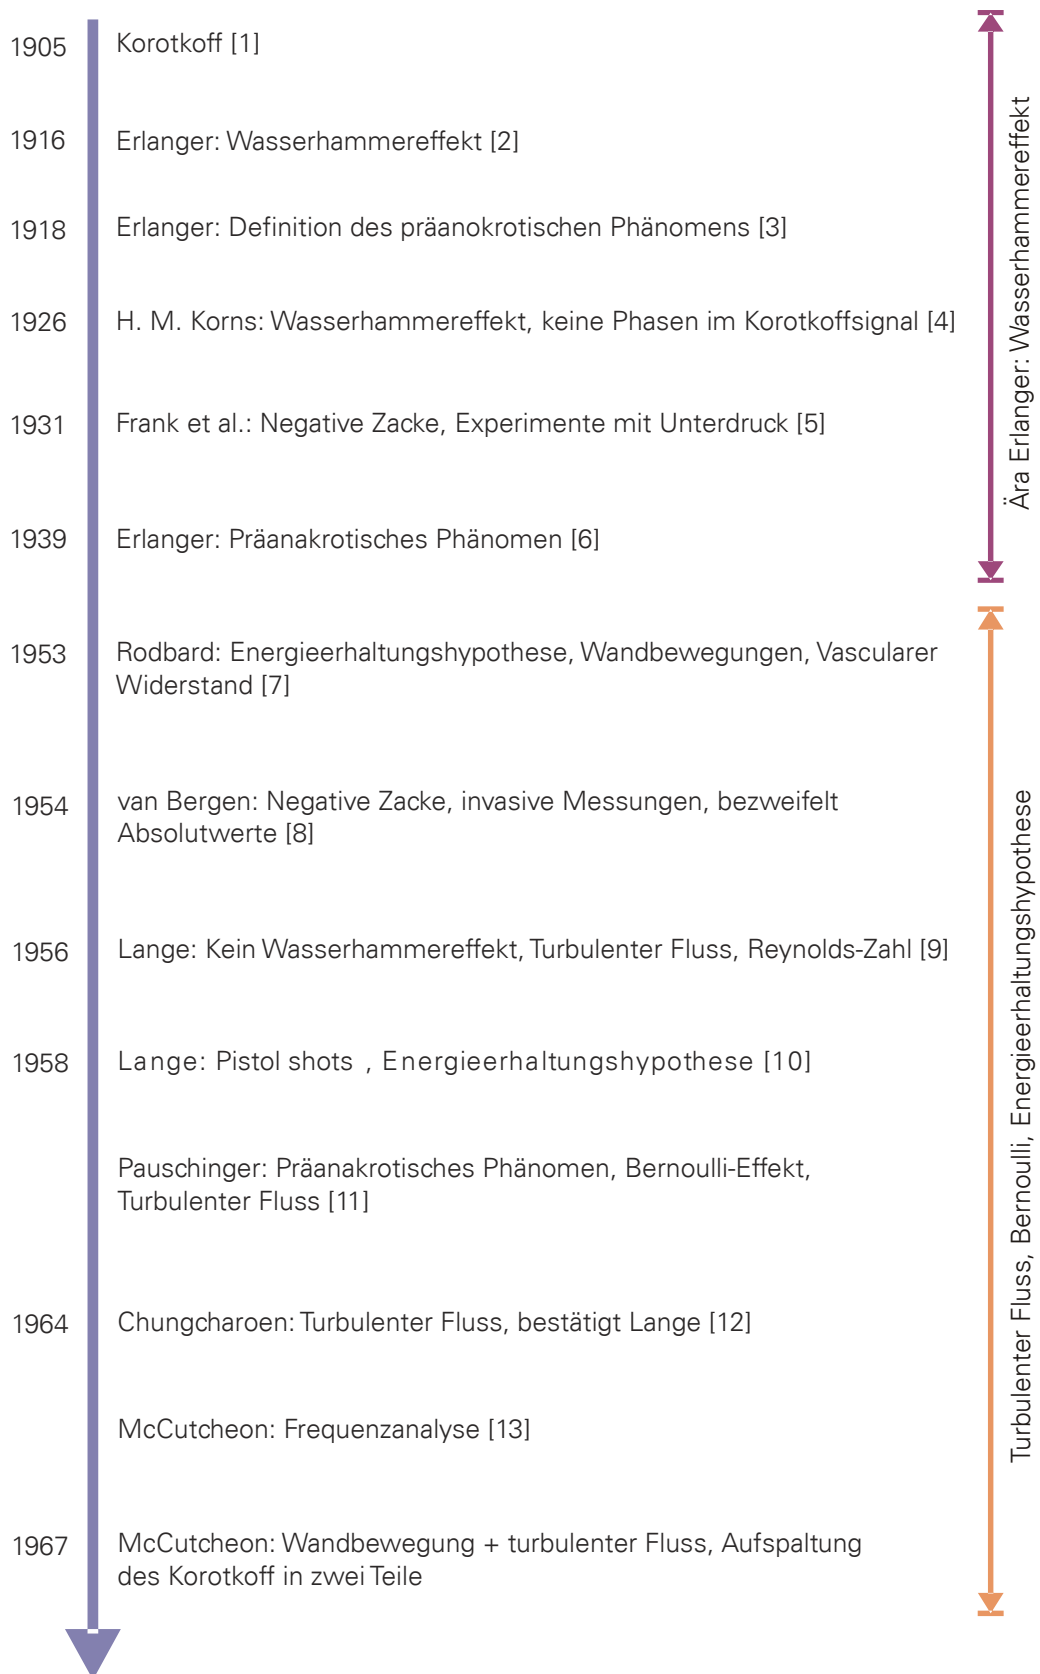 1905 Korotkoff [1]
1916 Erlanger: Wasserhammereffekt [2]
1918 Erlanger: Definition des präanokrotischen Phänomens [3]
1926 H. M. Korns: Wasserhammereffekt, keine Phasen im Korotkoffsignal [4]
1931 Frank et al.: Negative Zacke, Experimente mit Unterdruck [5]
1939 Erlanger: Präanakrotisches Phänomen [6]
1953 Rodbard: Energieerhaltungshypothese, Wandbewegungen, Vascularer
Widerstand [7]
1954 van Bergen: Negative Zacke, invasive Messungen, bezweifelt
Absolutwerte [8]
1956 Lange: Kein Wasserhammereffekt, Turbulenter Fluss, Reynolds-Zahl [9]
1958 Lange: Pistol shots , Energieerhaltungshypothese [10]
Pauschinger: Präanakrotisches Phänomen, Bernoulli-Effekt,
Turbulenter Fluss [11]
1964 Chungcharoen: Turbulenter Fluss, bestätigt Lange [12]
McCutcheon: Frequenzanalyse [13]
1967 McCutcheon: Wandbewegung + turbulenter Fluss, Aufspaltung
des Korotkoff in zwei Teile
Ära Erlanger: Wasserhammereffekt
Turbulenter Fluss, Bernoulli, Energieerhaltungshypothese